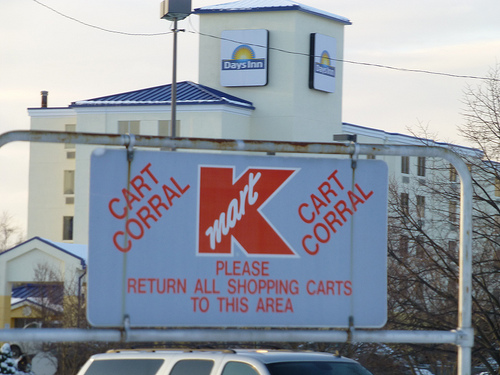 Days Inn
Days Inn
CART
CORRAL
K
mart
CART
CORRAL
PLEASE
RETURN ALL SHOPPING CARTS
TO THIS AREA